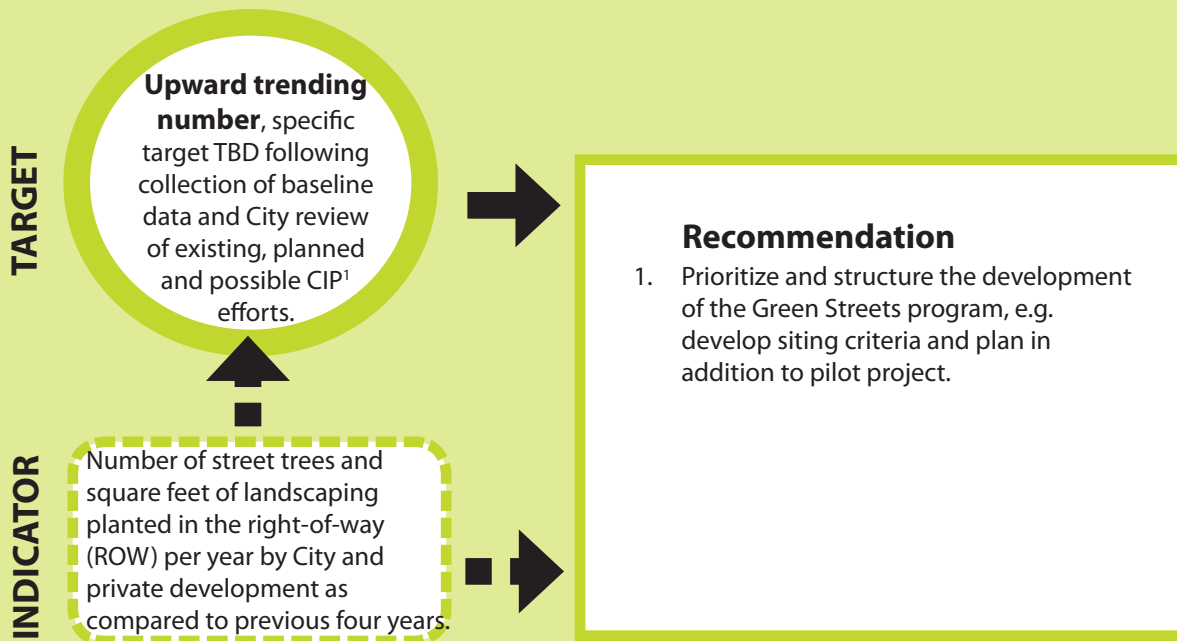 TARGET
Upward trending
number, specific
target TBD following
collection of baseline
data and City review
of existing, planned
and possible CIP¹
efforts.
INDICATOR
Number of street trees and
square feet of landscaping
planted in the right-of-way
(ROW) per year by City and
private development as
compared to previous four years.
Recommendation
1. Prioritize and structure the development
of the Green Streets program, e.g.
develop siting criteria and plan in
addition to pilot project.